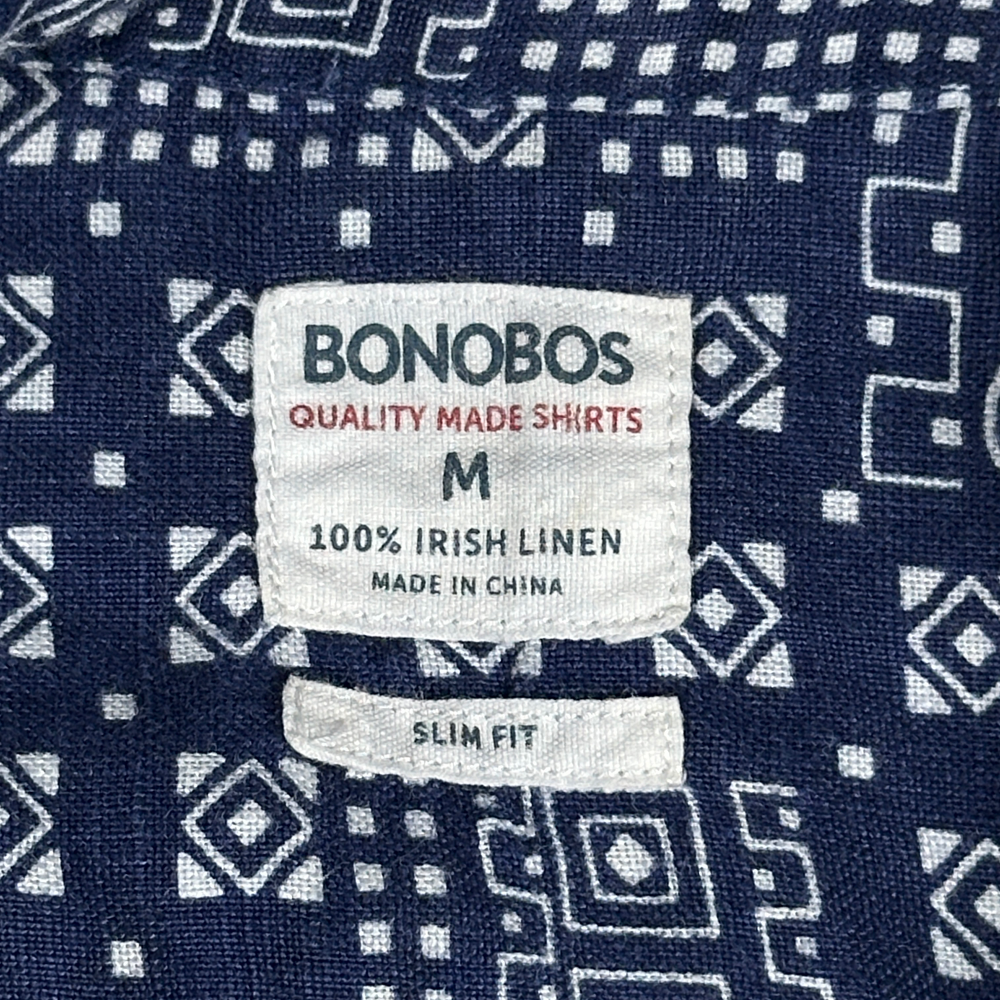 BONOBOS
QUALITY MADE SHIRTS
M
100% IRISH LINEN
MADE IN CHINA
SLIM FIT